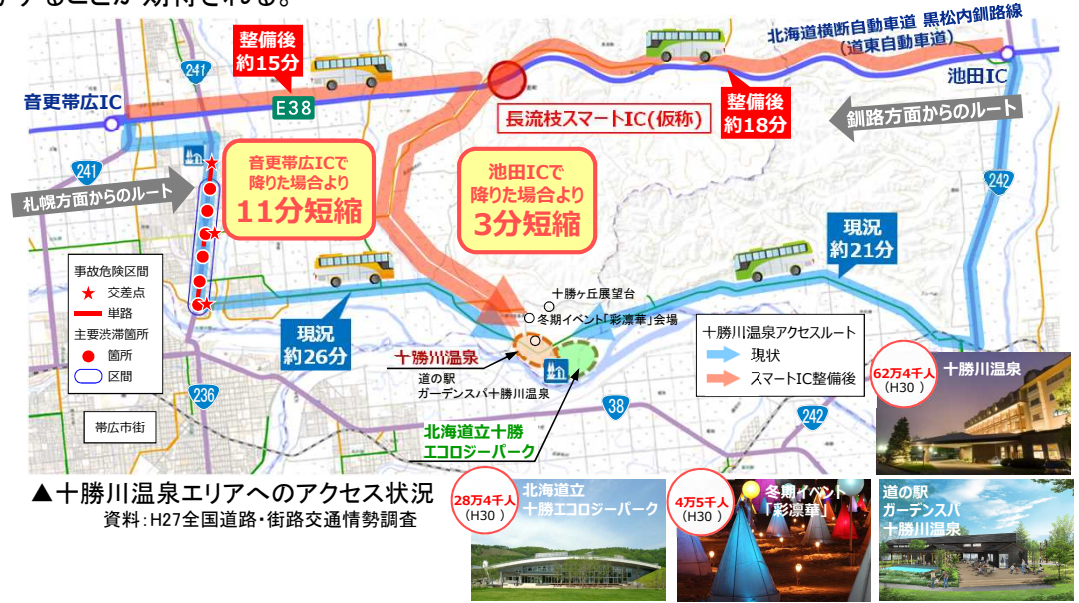 することが期待される。
整備後
約15分
241
北海道横断自動車道 黒松内釧路線
(道東自動車道)
音更帯広IC
E38
池田IC
整備後
約18分
長流枝スマートIC(仮称)
釧路方面からのルート
241
札幌方面からのルート
音更帯広ICで
降りた場合より
11分短縮
池田ICで
降りた場合より
3分短縮
242
現況
約21分
事故危険区間
交差点
単路
主要渋滞箇所
箇所
区間
十勝ヶ丘展望台
冬期イベント「彩凛華」会場
現況
約26分
十勝川温泉
道の駅
ガーデンスパ十勝川温泉
十勝川温泉アクセスルート
現状
スマートIC整備後
236
38
242
帯広市街
北海道立十勝
エコロジーパーク
62万4千人
(H30 )
十勝川温泉
▲十勝川温泉エリアへのアクセス状況
資料:H27全国道路・街路交通情勢調査
28万4千人
(H30 )
北海道立
十勝エコロジーパーク
4万5千人
(H30 )
冬期イベント
「彩凛華」
道の駅
ガーデンスパ
十勝川温泉